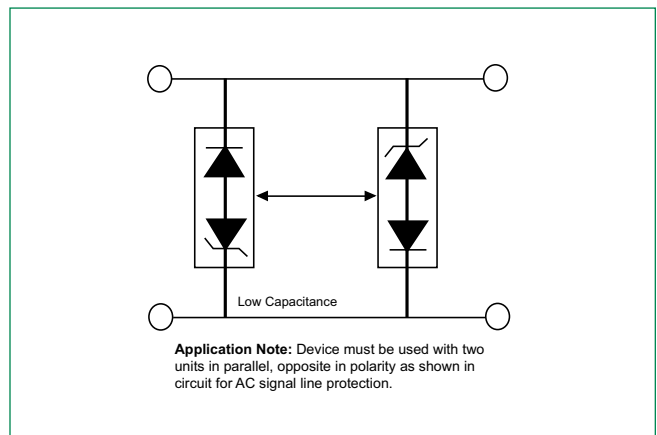 Low Capacitance
Application Note: Device must be used with two
units in parallel, opposite in polarity as shown in
circuit for AC signal line protection.